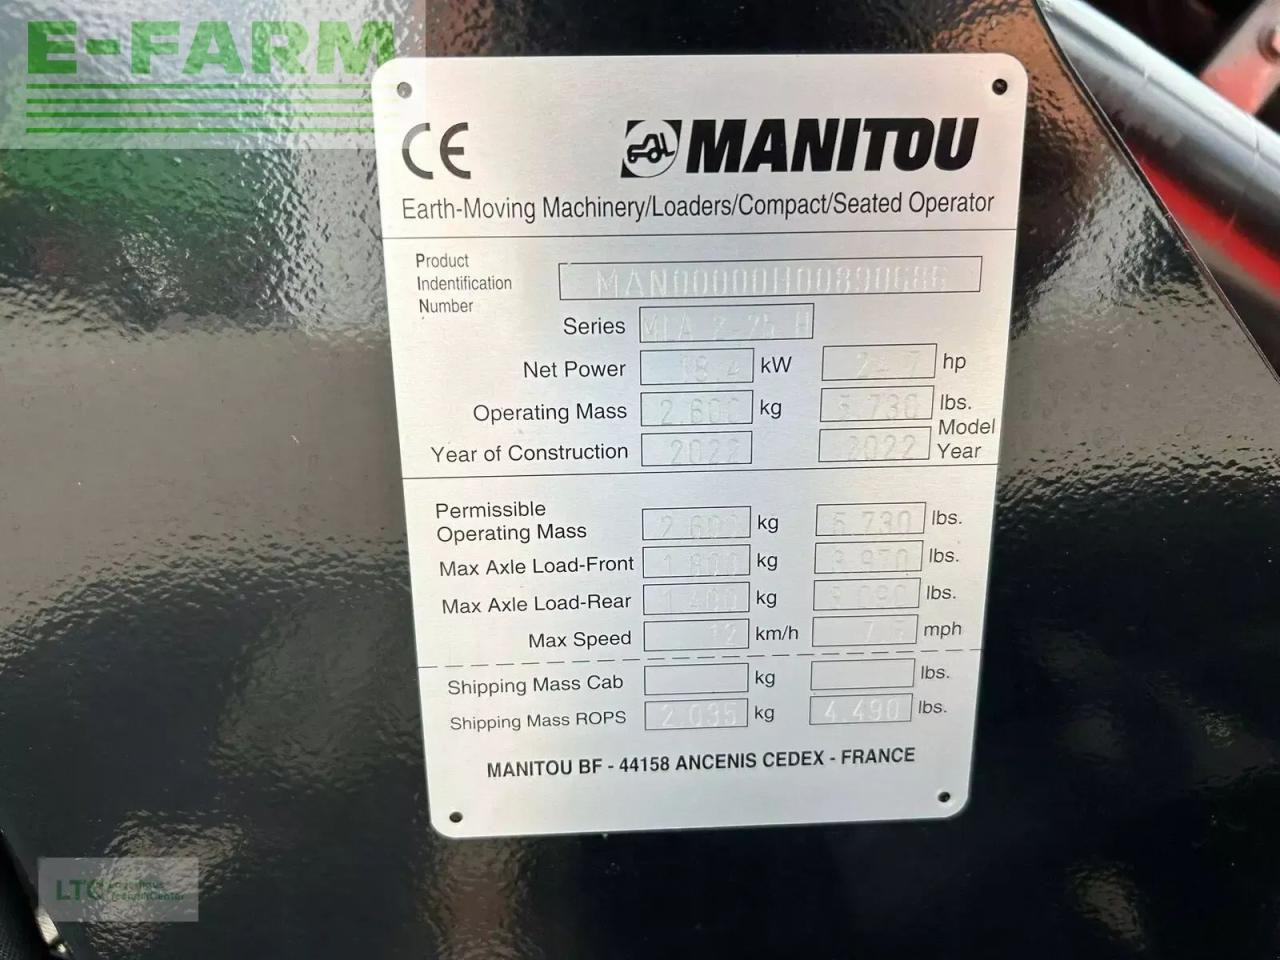 E-FARM
CE MANITOU
Earth-Moving Machinery/Loaders/Compact/Seated Operator
Product
Indentification
Number
Series MLA 2-25 H
Net Power 18.4 kW 24.7 hp
Operating Mass 2.600 kg 5.730 lbs.
Year of Construction 2022 2022 Model Year
Permissible
Operating Mass 2.600 kg 5.730 lbs.
Max Axle Load-Front 1.800 kg 3.970 lbs.
Max Axle Load-Rear 1.400 kg 3.090 lbs.
Max Speed 12 km/h 7.5 mph
Shipping Mass Cab kg lbs.
Shipping Mass ROPS 2.035 kg 4.490 lbs.
MANITOU BF - 44158 ANCENIS CEDEX - FRANCE
LTC